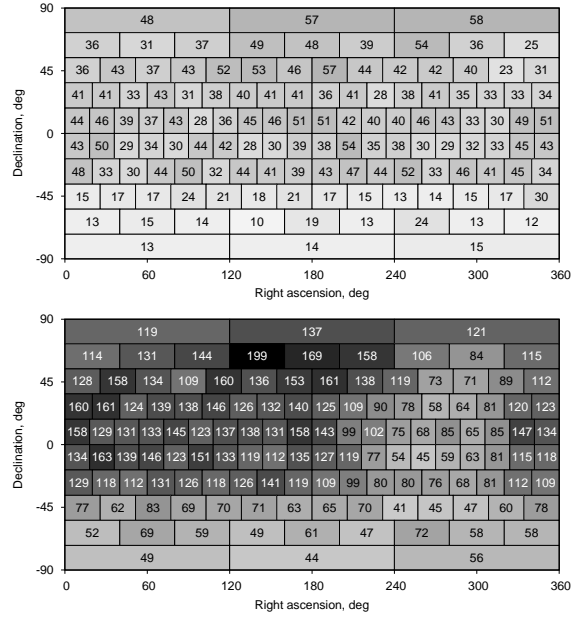 90
48 57 58
36 31 37 49 48 39 54 36 25
45
36 43 37 43 52 53 46 57 44 42 42 40 23 31
41 41 33 43 31 38 40 41 41 36 41 28 38 41 35 33 33 34
44 46 39 37 43 28 36 45 46 51 51 42 40 40 46 43 33 30 49 51
0
43 50 29 34 30 44 42 28 30 39 38 54 35 38 30 29 32 33 45 43
48 33 30 44 50 32 44 41 39 43 47 44 52 33 46 41 45 34
-45
15 17 17 24 21 21 18 21 17 15 13 14 15 17 30
13 15 14 10 19 13 24 13 12
13 14 15
-90
0 60 120 180 240 300 360
Right ascension, deg
Declination, deg
90
119 137 121
114 131 144 199 169 158 106 84 115
45
128 158 134 109 160 136 153 161 138 119 73 71 89 112
160 161 124 139 138 146 126 132 140 125 109 90 78 58 64 81 120 123
158 129 131 133 145 123 137 138 131 158 143 99 102 75 68 85 65 85 147 134
0
134 163 139 146 123 151 133 119 112 135 127 119 77 54 45 59 63 81 115 118
129 118 112 131 126 118 126 141 119 109 99 80 80 76 68 81 112 109
-45
77 62 83 69 70 71 63 65 70 41 45 47 60 78
52 69 59 49 61 47 72 58 58
49 44 56
-90
0 60 120 180 240 300 360
Right ascension, deg
Declination, deg